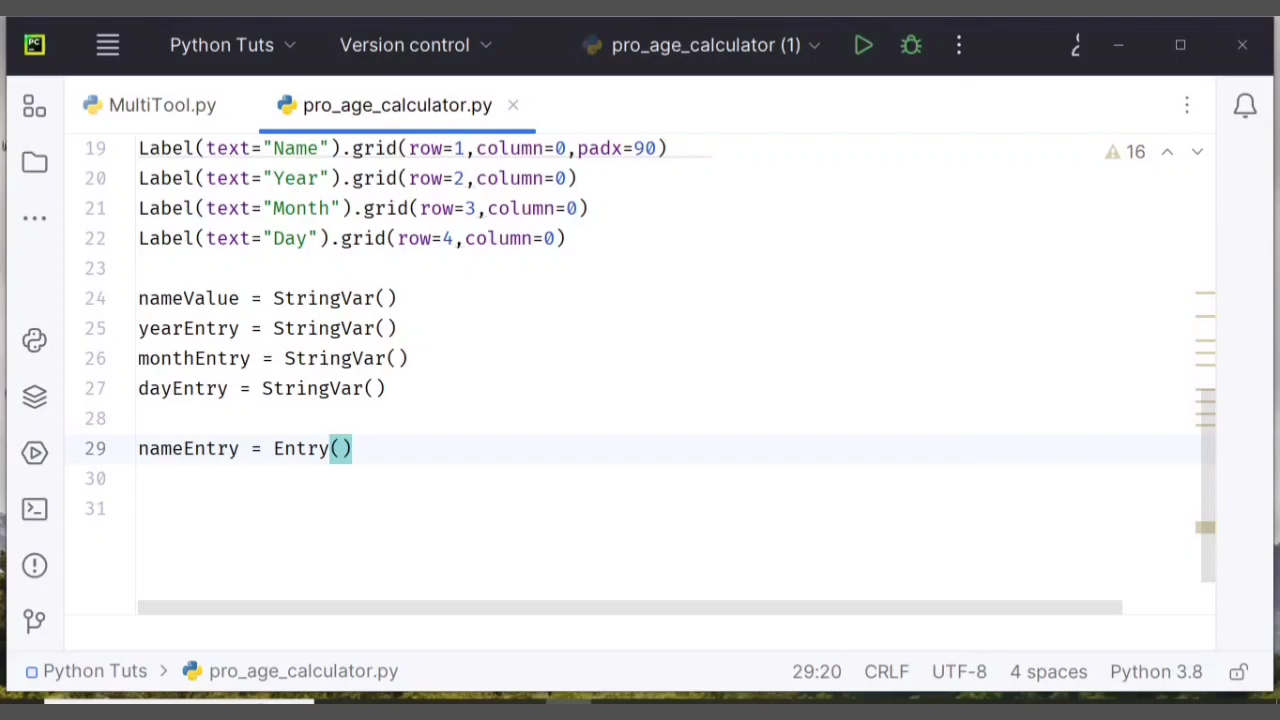 PC Python Tuts Version control pro_age_calculator (1)
MultiTool.py pro_age_calculator.py
19 Label(text="Name").grid(row=1,column=0,padx=90) 16
20 Label(text="Year").grid(row=2,column=0)
21 Label(text="Month").grid(row=3,column=0)
22 Label(text="Day").grid(row=4,column=0)
23
24 nameValue = StringVar()
25 yearEntry = StringVar()
26 monthEntry = StringVar()
27 dayEntry = StringVar()
28
29 nameEntry = Entry()
30
31
Python Tuts > pro_age_calculator.py 29:20 CRLF UTF-8 4 spaces Python 3.8